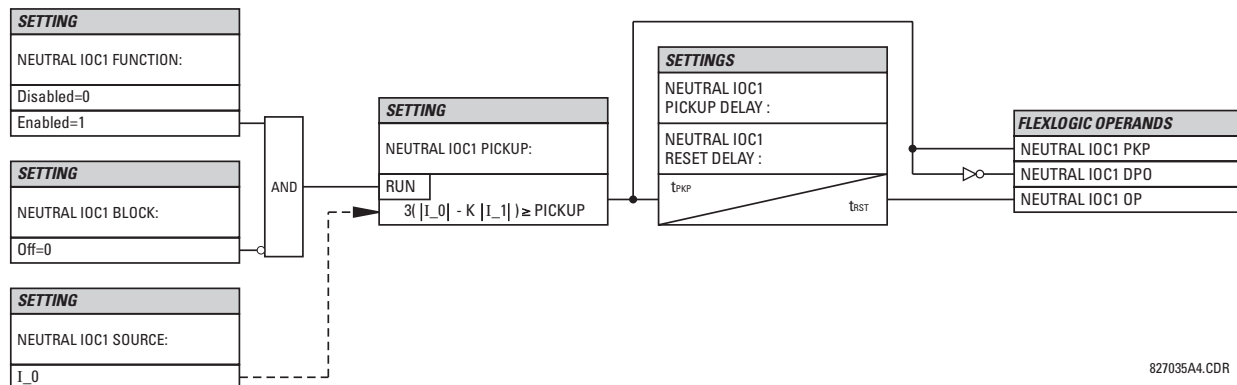 SETTING
NEUTRAL IOC1 FUNCTION:
Disabled=0
Enabled=1
SETTING
NEUTRAL IOC1 BLOCK:
Off=0
SETTING
NEUTRAL IOC1 SOURCE:
I_0
AND
SETTING
NEUTRAL IOC1 PICKUP:
RUN
3( |I_0| - K |I_1| ) ≥ PICKUP
SETTINGS
NEUTRAL IOC1
PICKUP DELAY :
NEUTRAL IOC1
RESET DELAY :
tPKP
tRST
FLEXLOGIC OPERANDS
NEUTRAL IOC1 PKP
NEUTRAL IOC1 DPO
NEUTRAL IOC1 OP
827035A4.CDR